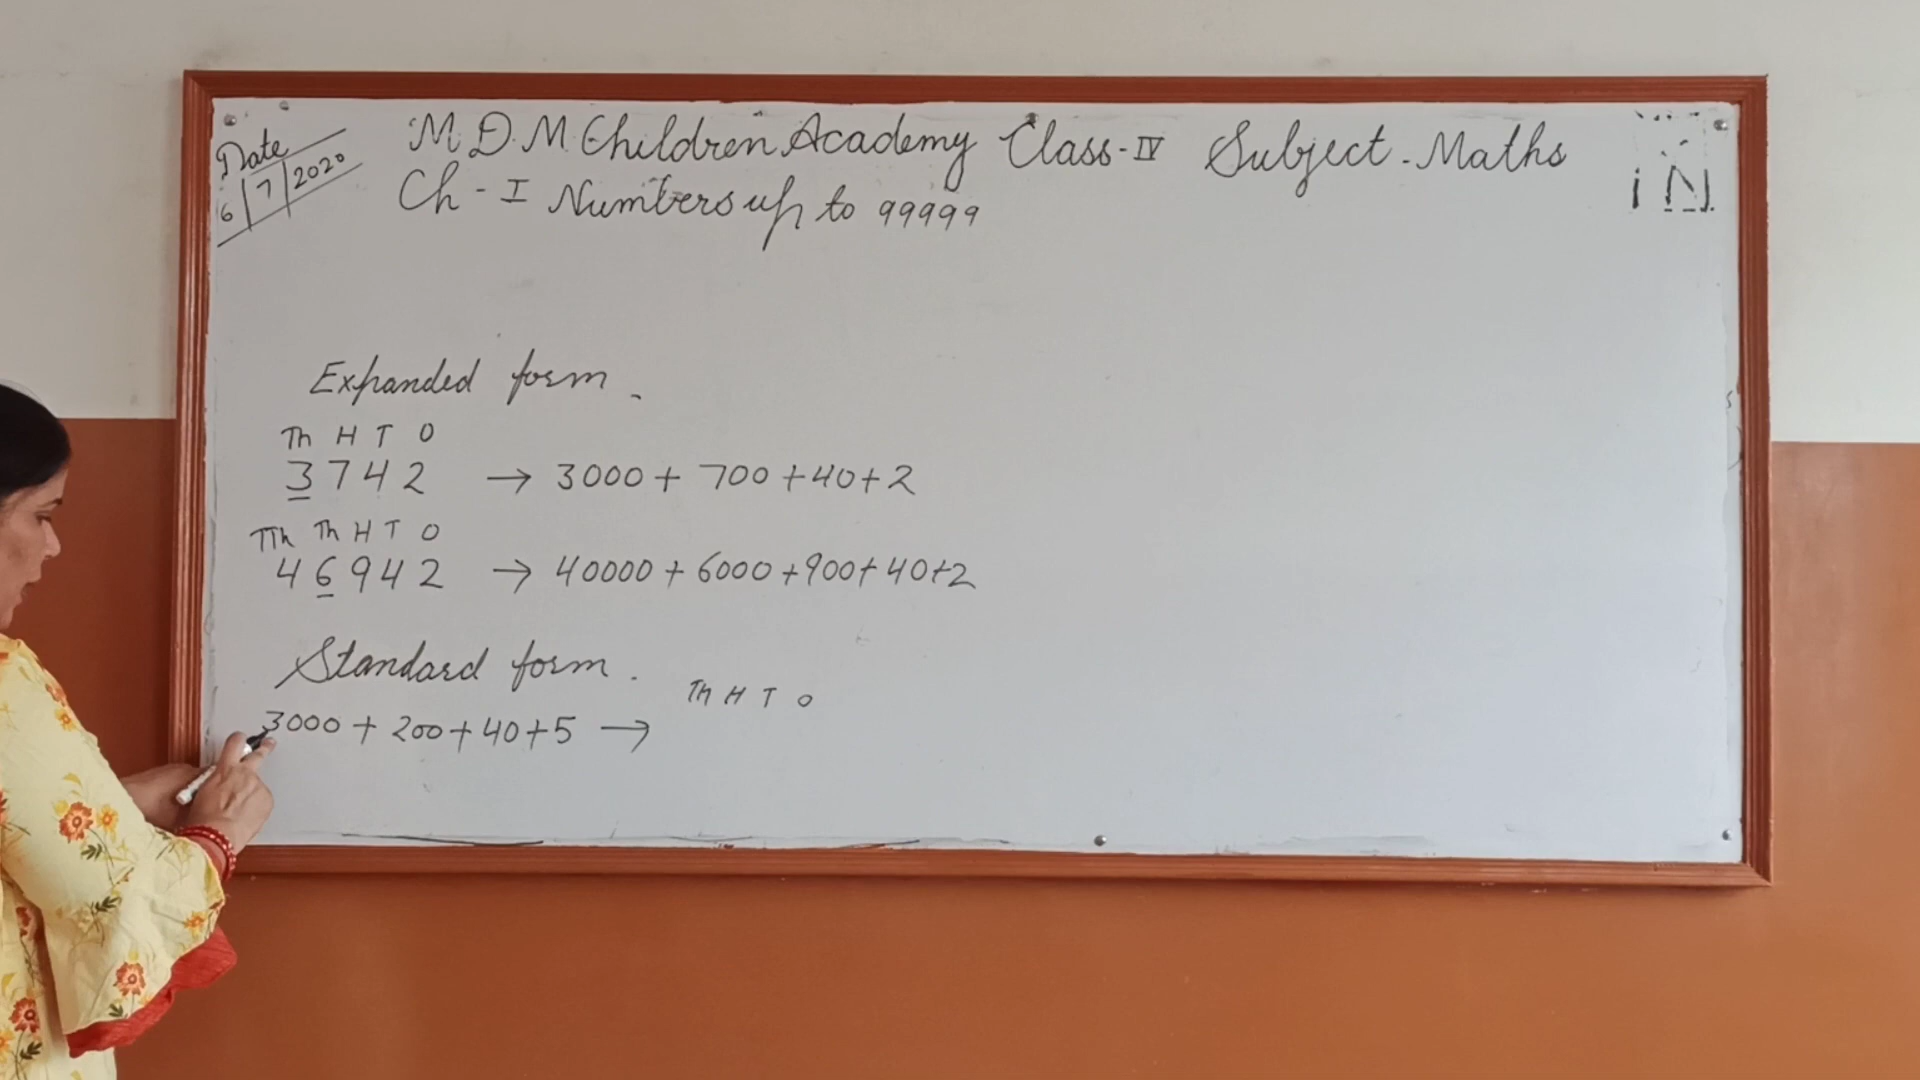 Date
6/7/2020
M.D.M. Children Academy Class-IV Subject-Maths
Ch-I Numbers up to 99999
Expanded form.
Th H T O
3742 → 3000 + 700 + 40 + 2
TTh Th H T O
46942 → 40000 + 6000 + 900 + 40 + 2
Standard form.
Th H T O
3000 + 200 + 40 + 5 →